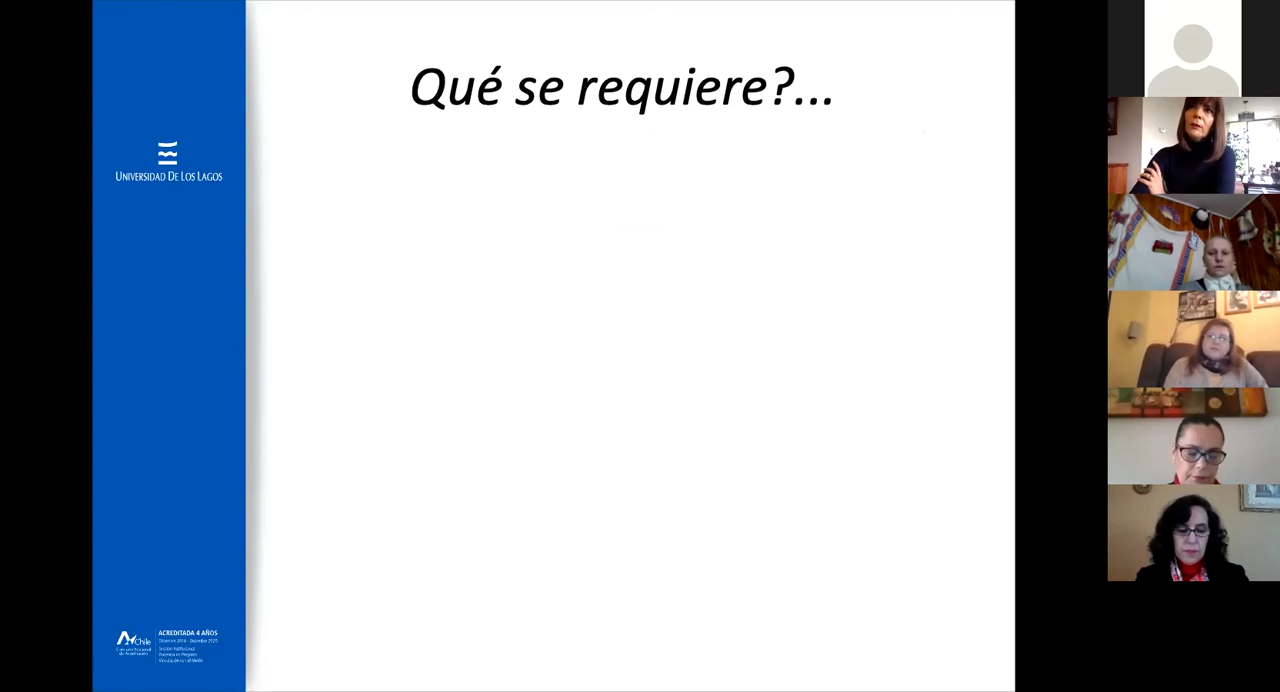 Qué se requiere?...
UNIVERSIDAD DE LOS LAGOS
Chile
ACREDITADA 4 AÑOS